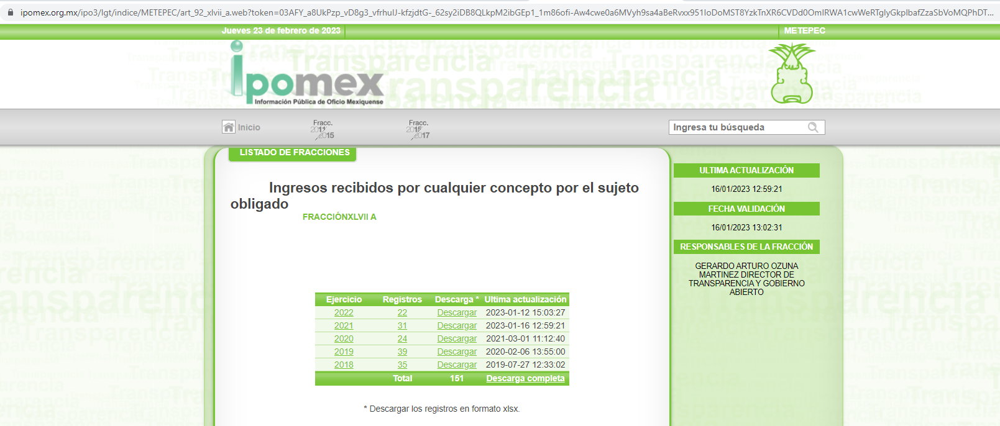 ipomex.org.mx/ipo3/lgt/indice/METEPEC/art_92_xlvii_a.web?token=
Jueves 23 de febrero de 2023
METEPEC
ipomex
Información Pública de Oficio Mexiquense
Inicio
Fracc.
2011
2015
Fracc.
2015
2017
Ingresa tu búsqueda
LISTADO DE FRACCIONES
Ingresos recibidos por cualquier concepto por el sujeto
obligado
FRACCIÓNXLVII A
Ejercicio Registros Descarga * Ultima actualización
2022 22 Descargar 2023-01-12 15:03:27
2021 31 Descargar 2023-01-16 12:59:21
2020 24 Descargar 2021-03-01 11:12:40
2019 39 Descargar 2020-02-06 13:55:00
2018 35 Descargar 2019-07-27 12:33:02
Total 151 Descarga completa
* Descargar los registros en formato xlsx.
ULTIMA ACTUALIZACIÓN
16/01/2023 12:59:21
FECHA VALIDACIÓN
16/01/2023 13:02:31
RESPONSABLES DE LA FRACCIÓN
GERARDO ARTURO OZUNA
MARTINEZ DIRECTOR DE
TRANSPARENCIA Y GOBIERNO
ABIERTO